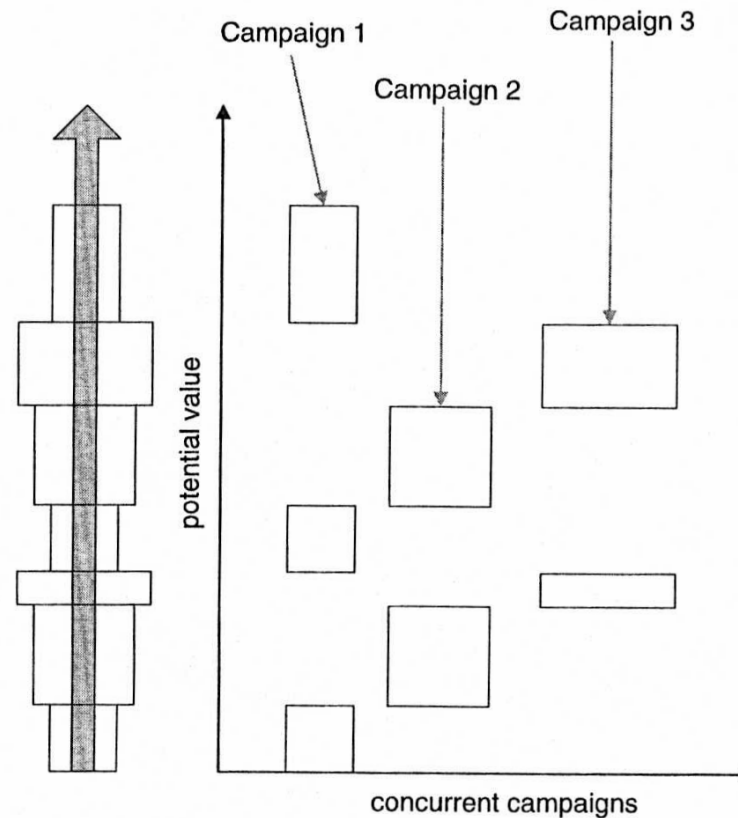 Campaign 1
Campaign 2
Campaign 3
potential value
concurrent campaigns